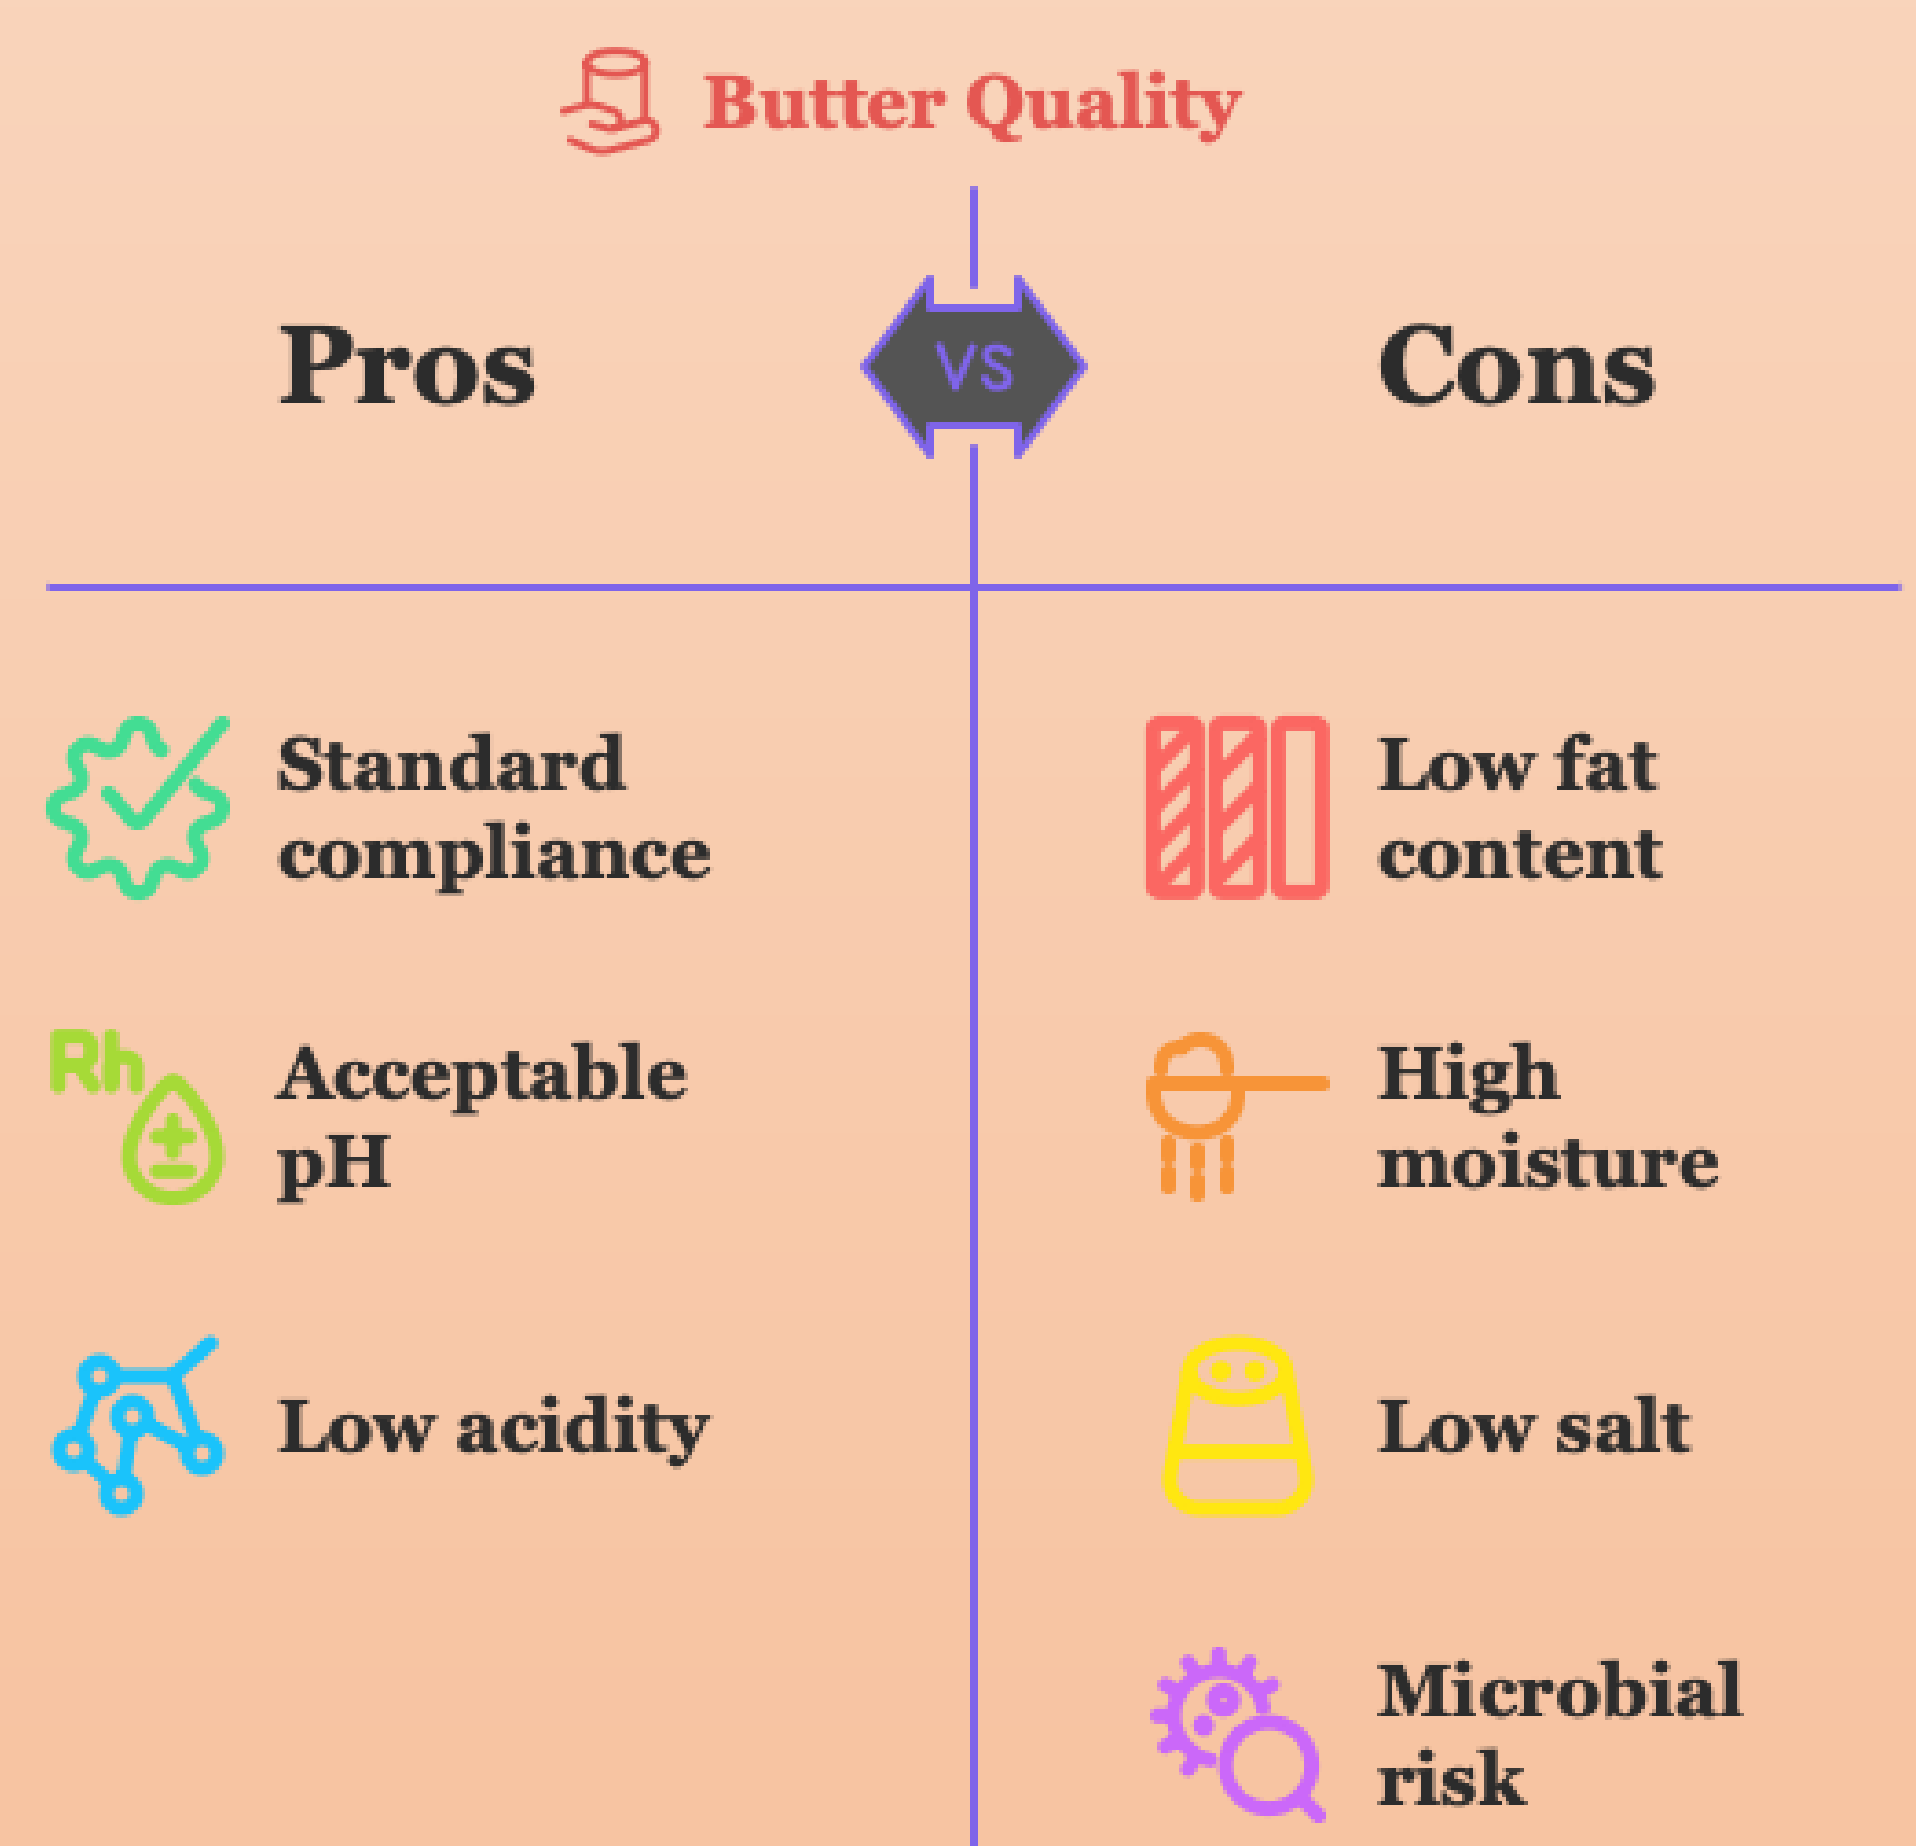 Butter Quality
Pros
VS
Cons
Standard
compliance
Low fat
content
Rh
Acceptable
pH
High
moisture
Low acidity
Low salt
Microbial
risk